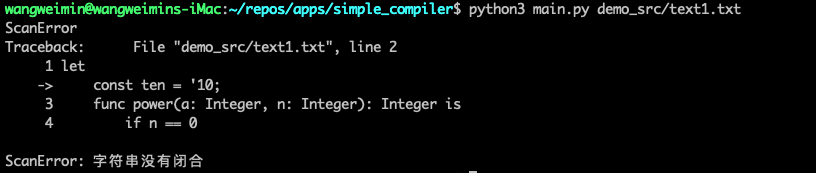 wangweimin@wangweimins-iMac:~/repos/apps/simple_compiler$ python3 main.py demo_src/text1.txt
ScanError
Traceback:      File "demo_src/text1.txt", line 2
     1 let
    ->     const ten = '10;
     3     func power(a: Integer, n: Integer): Integer is
     4         if n == 0
ScanError: 字符串没有闭合